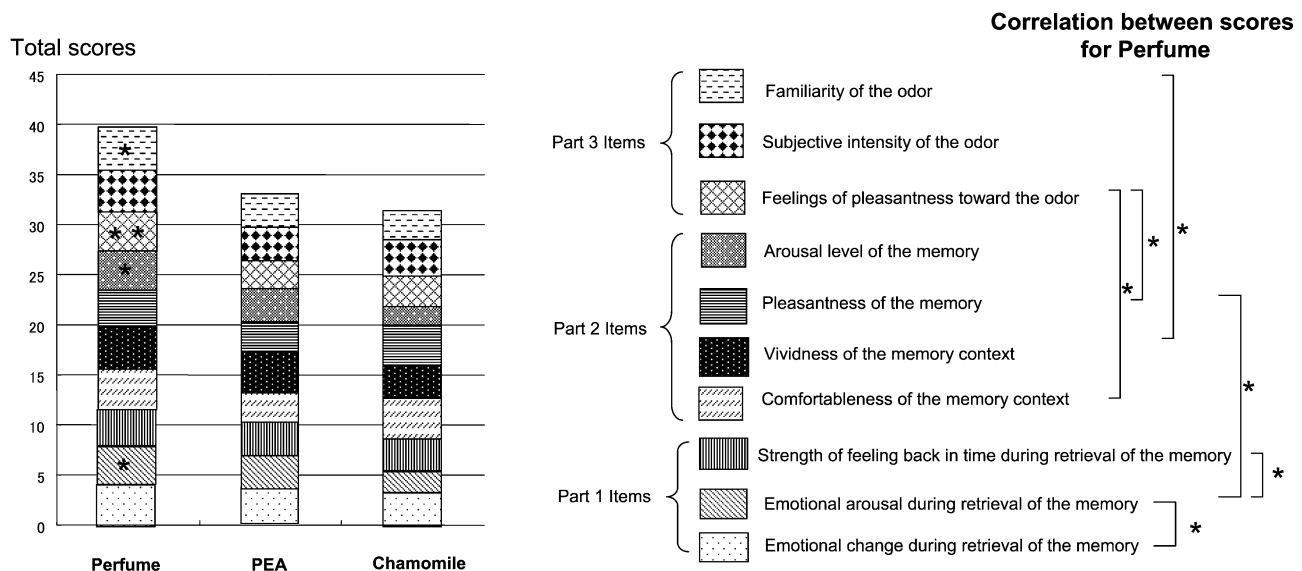 Correlation between scores
for Perfume
Total scores
45
40
35
30
25
20
15
10
5
0
*
* *
*
*
Perfume
PEA
Chamomile
Part 3 Items
Familiarity of the odor
Subjective intensity of the odor
Feelings of pleasantness toward the odor
Part 2 Items
Arousal level of the memory
Pleasantness of the memory
Vividness of the memory context
Comfortableness of the memory context
Part 1 Items
Strength of feeling back in time during retrieval of the memory
Emotional arousal during retrieval of the memory
Emotional change during retrieval of the memory
*
*
*
*
*
*